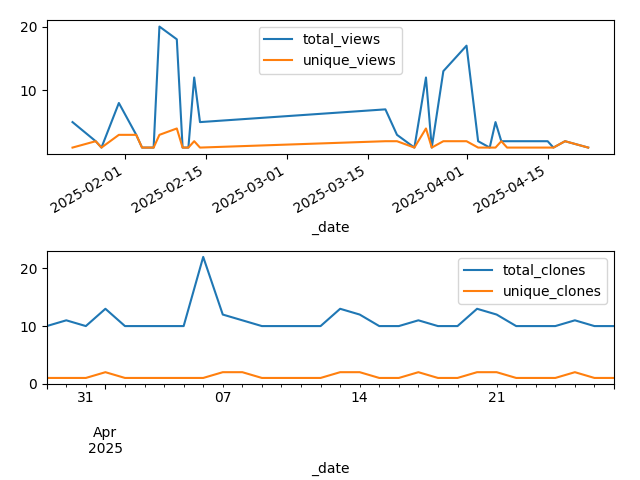 20
10
total_views
unique_views
2025-02-01
2025-02-15
2025-03-01
2025-03-15
2025-04-01
2025-04-15
_date
20
10
0
total_clones
unique_clones
31
07
14
21
Apr
2025
_date